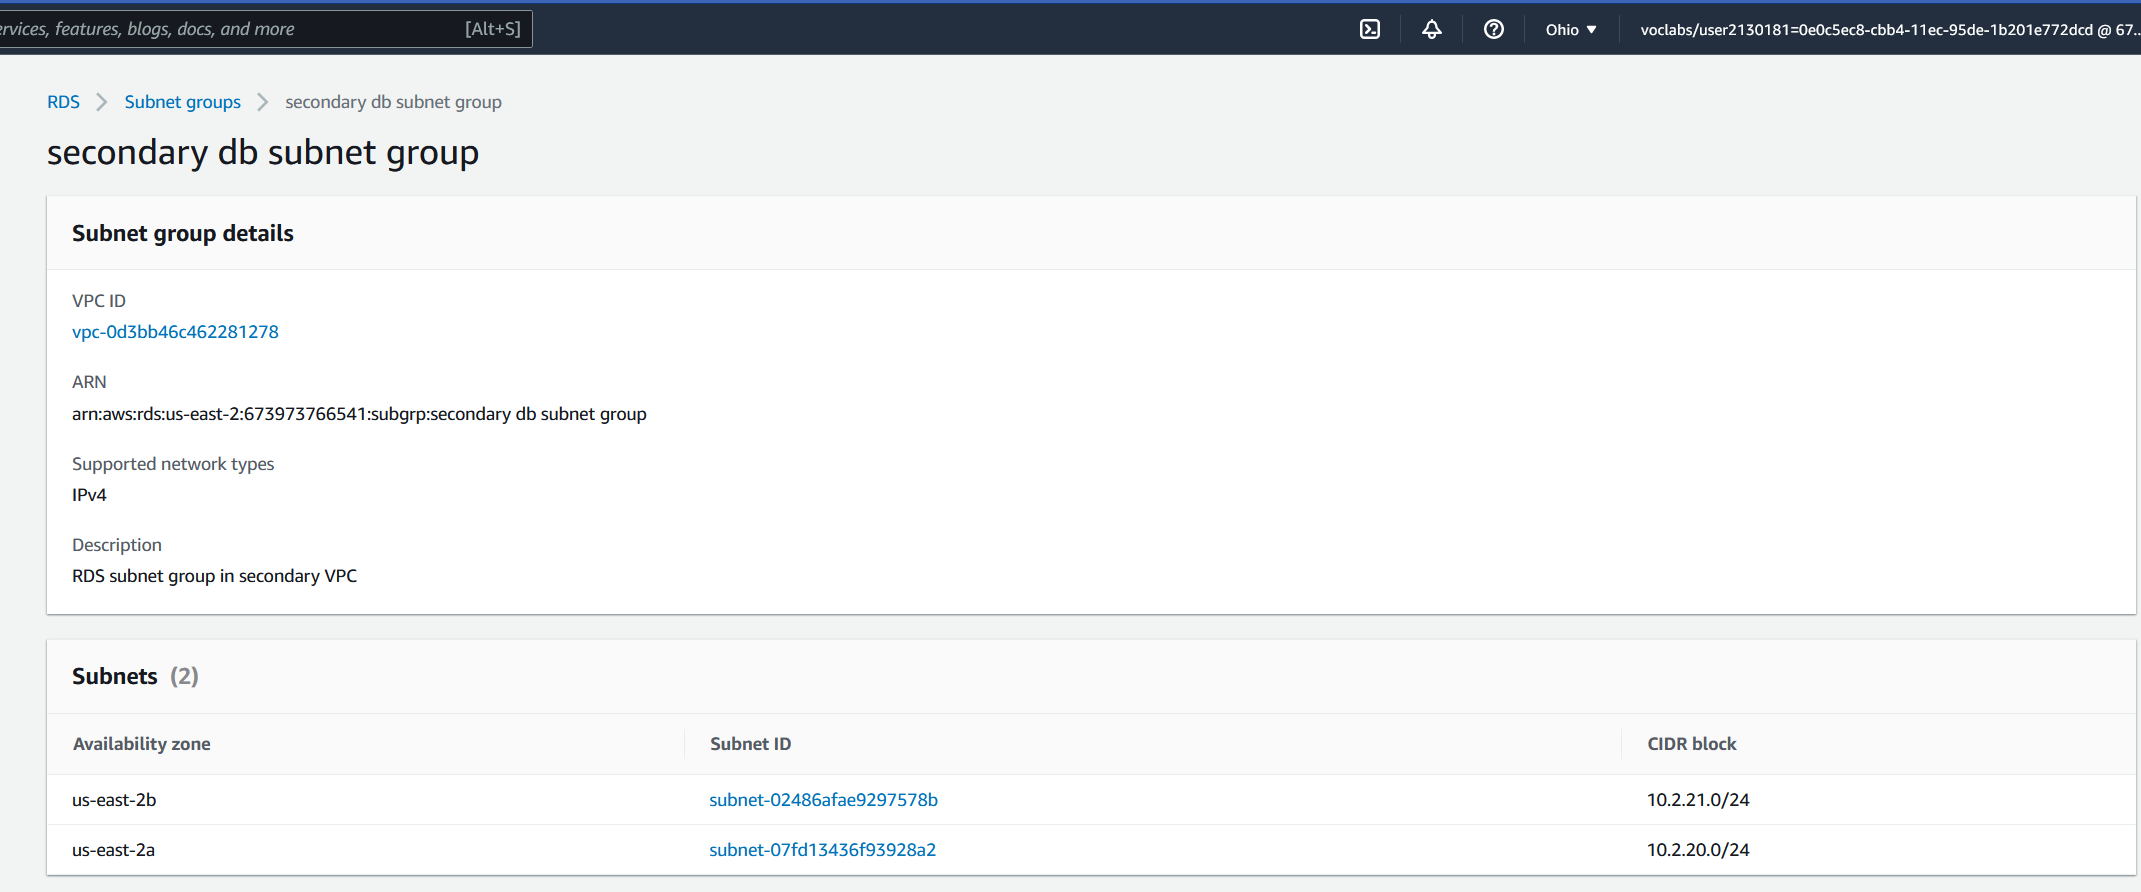 ervices, features, blogs, docs, and more [Alt+S] Ohio voclabs/user2130181=0e0c5ec8-cbb4-11ec-95de-1b201e772dcd @ 67...
RDS Subnet groups secondary db subnet group
secondary db subnet group
Subnet group details
VPC ID
vpc-0d3bb46c462281278
ARN
arn:aws:rds:us-east-2:673973766541:subgrp:secondary db subnet group
Supported network types
IPv4
Description
RDS subnet group in secondary VPC
Subnets (2)
Availability zone Subnet ID CIDR block
us-east-2b subnet-02486afae9297578b 10.2.21.0/24
us-east-2a subnet-07fd13436f93928a2 10.2.20.0/24